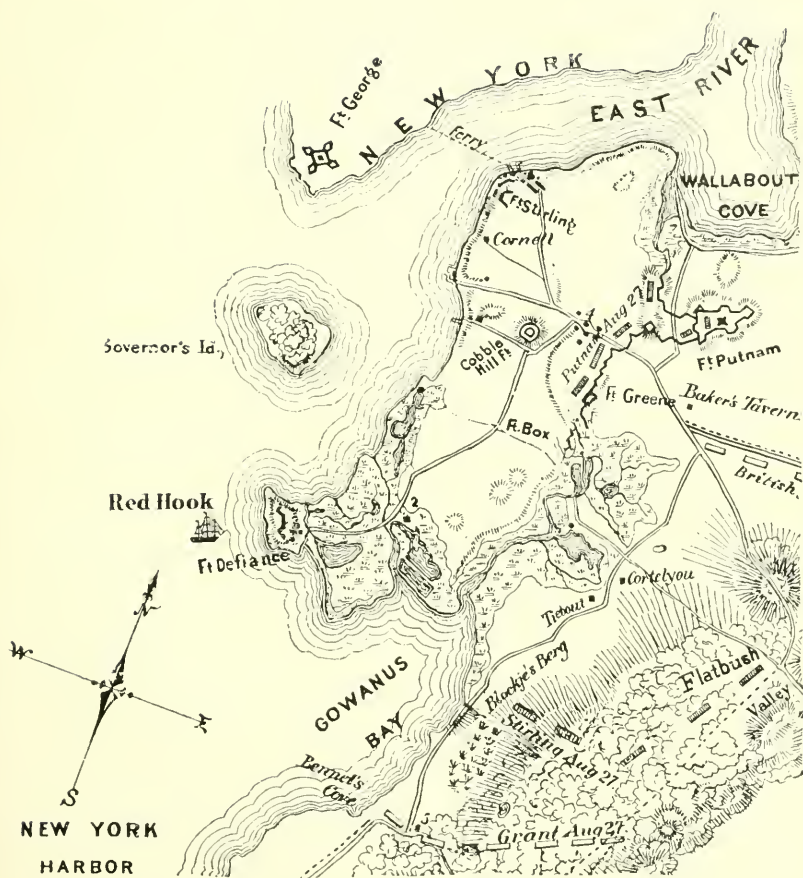 NEW YORK
EAST RIVER
Ft George
Ferry
WALLABOUT
COVE
Ft Stirling
Cornell
Governor's Id.
Cobble
Hill Ft
Putnam Aug 27
Ft Putnam
Ft Greene
Baker's Tavern
Ft. Box
British
Red Hook
2
Ft Defiance
Cortelyou
Tiebout
N
W
E
S
GOWANUS
BAY
Blockje's Berg
Flatbush
Valley
Stirling Aug 27
Bennet's
Cove
5
Grant Aug 27
NEW YORK
HARBOR